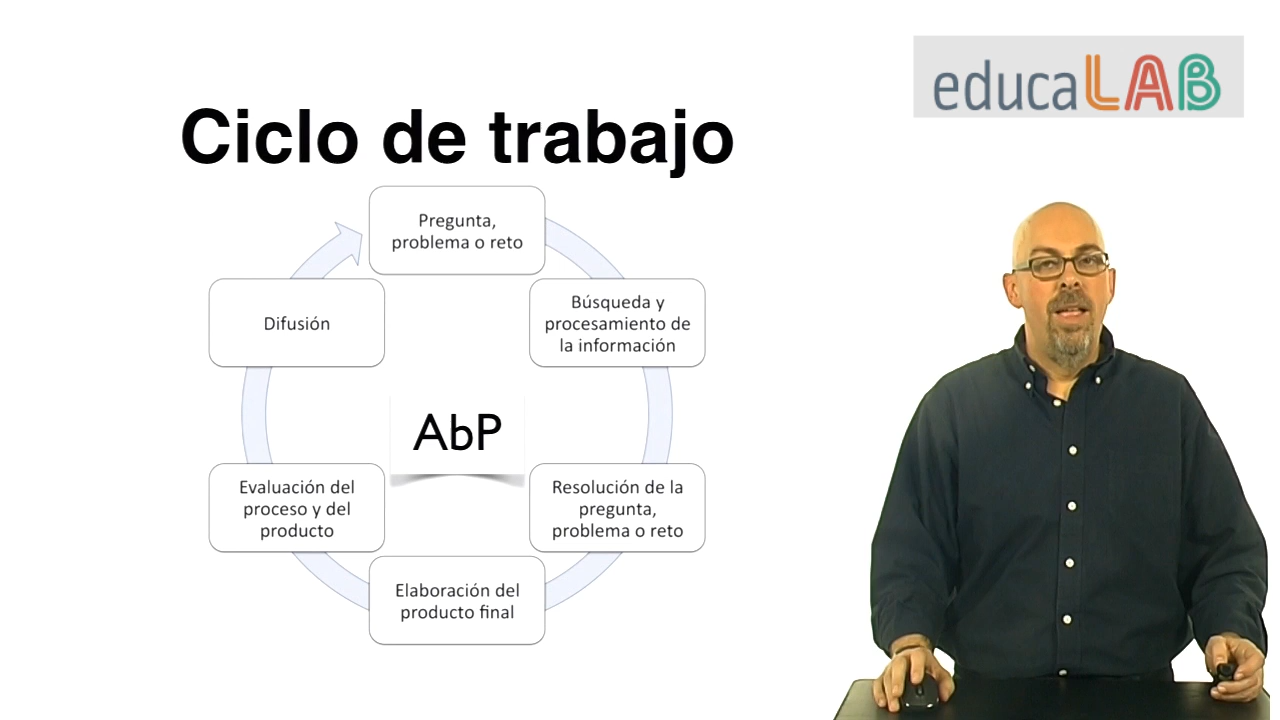 educaLAB
Ciclo de trabajo
Pregunta,
problema o reto
Búsqueda y
procesamiento de
la información
Resolución de la
pregunta,
problema o reto
Elaboración del
producto final
Evaluación del
proceso y del
producto
Difusión
AbP